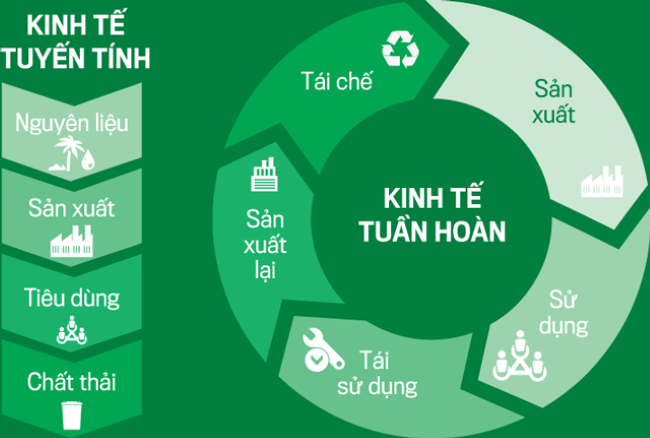 KINH TẾ
TUYẾN TÍNH
Nguyên liệu
Sản xuất
Tiêu dùng
Chất thải
KINH TẾ
TUẦN HOÀN
Sản
xuất
Sử
dụng
Tái
sử dụng
Sản
xuất
lại
Tái chế